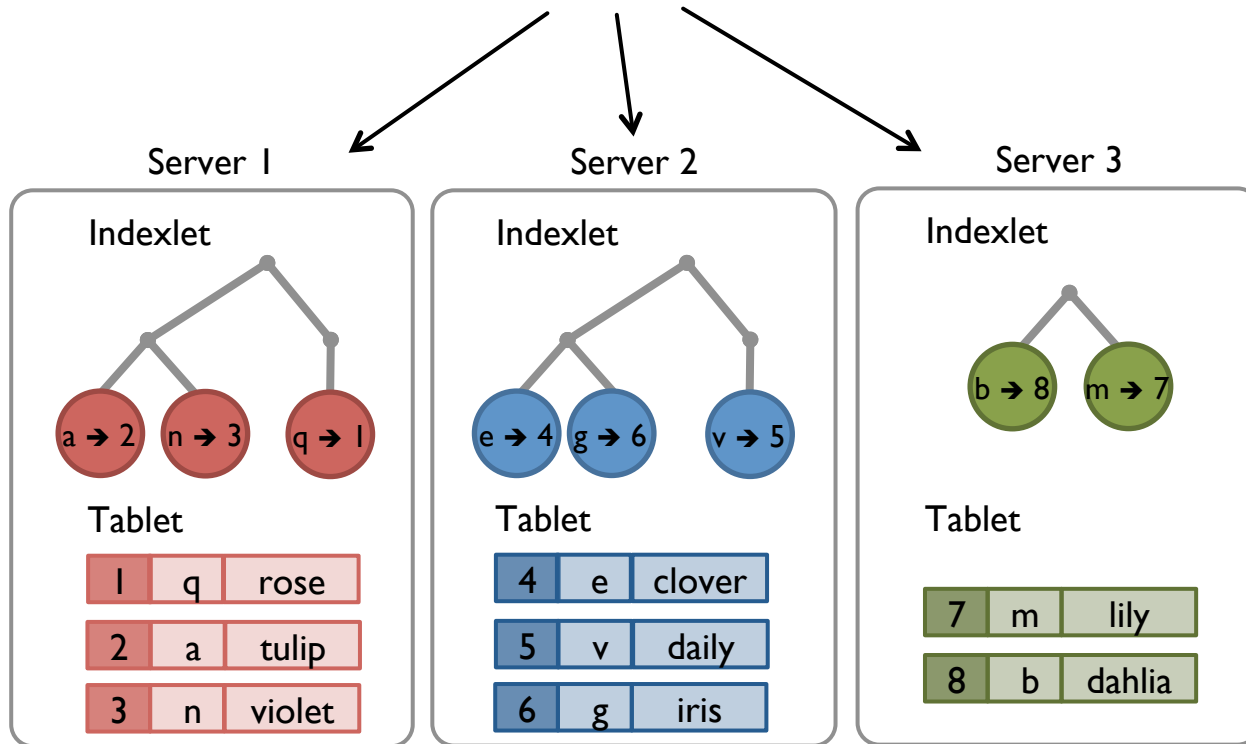 Server 1
Indexlet
a ➔ 2
n ➔ 3
q ➔ 1
Tablet
1 q rose
2 a tulip
3 n violet
Server 2
Indexlet
e ➔ 4
g ➔ 6
v ➔ 5
Tablet
4 e clover
5 v daily
6 g iris
Server 3
Indexlet
b ➔ 8
m ➔ 7
Tablet
7 m lily
8 b dahlia